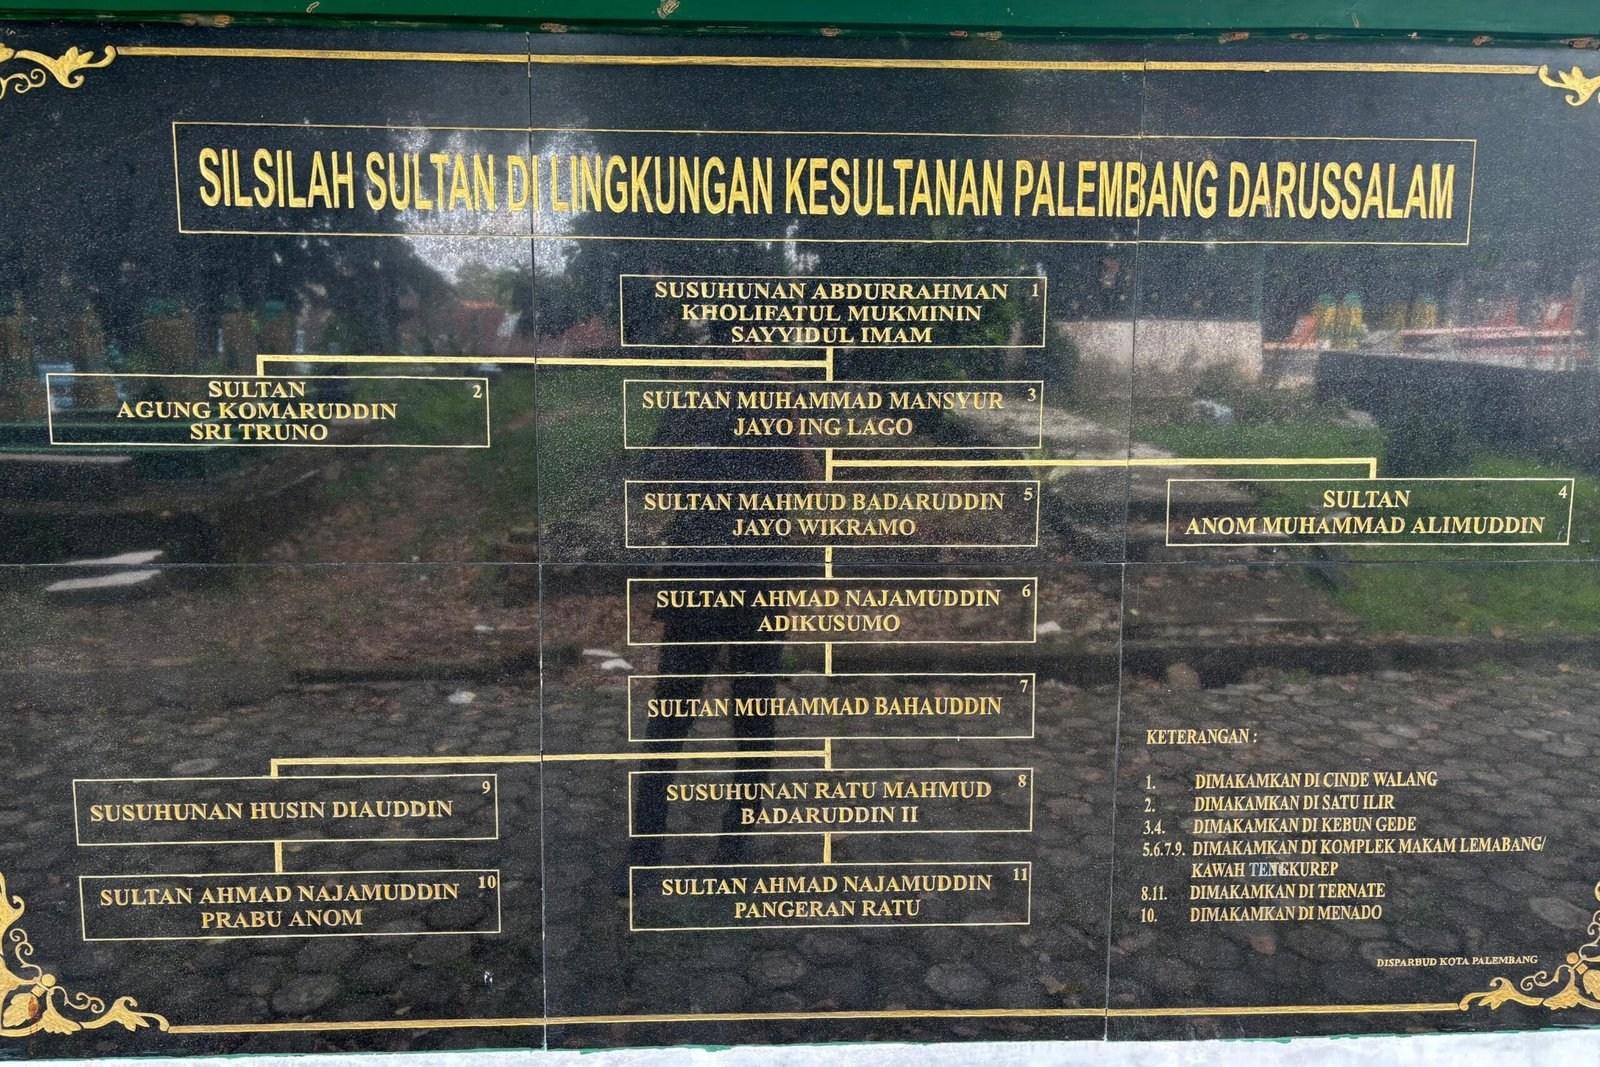 SILSILAH SULTAN DI LINGKUNGAN KESULTANAN PALEMBANG DARUSSALAM
1
SUSUHUNAN ABDURRAHMAN
KHOLIFATUL MUKMININ
SAYYIDUL IMAM
2
SULTAN
AGUNG KOMARUDDIN
SRI TRUNO
3
SULTAN MUHAMMAD MANSYUR
JAYO ING LAGO
5
SULTAN MAHMUD BADARUDDIN
JAYO WIKRAMO
4
SULTAN
ANOM MUHAMMAD ALIMUDDIN
6
SULTAN AHMAD NAJAMUDDIN
ADIKUSUMO
7
SULTAN MUHAMMAD BAHAUDDIN
9
SUSUHUNAN HUSIN DIAUDDIN
8
SUSUHUNAN RATU MAHMUD
BADARUDDIN II
10
SULTAN AHMAD NAJAMUDDIN
PRABU ANOM
11
SULTAN AHMAD NAJAMUDDIN
PANGERAN RATU
KETERANGAN :
1. DIMAKAMKAN DI CINDE WALANG
2. DIMAKAMKAN DI SATU ILIR
3.4. DIMAKAMKAN DI KEBUN GEDE
5.6.7.9. DIMAKAMKAN DI KOMPLEK MAKAM LEMABANG/
KAWAH TENGKUREP
8.11. DIMAKAMKAN DI TERNATE
10. DIMAKAMKAN DI MENADO
DISPARBUD KOTA PALEMBANG